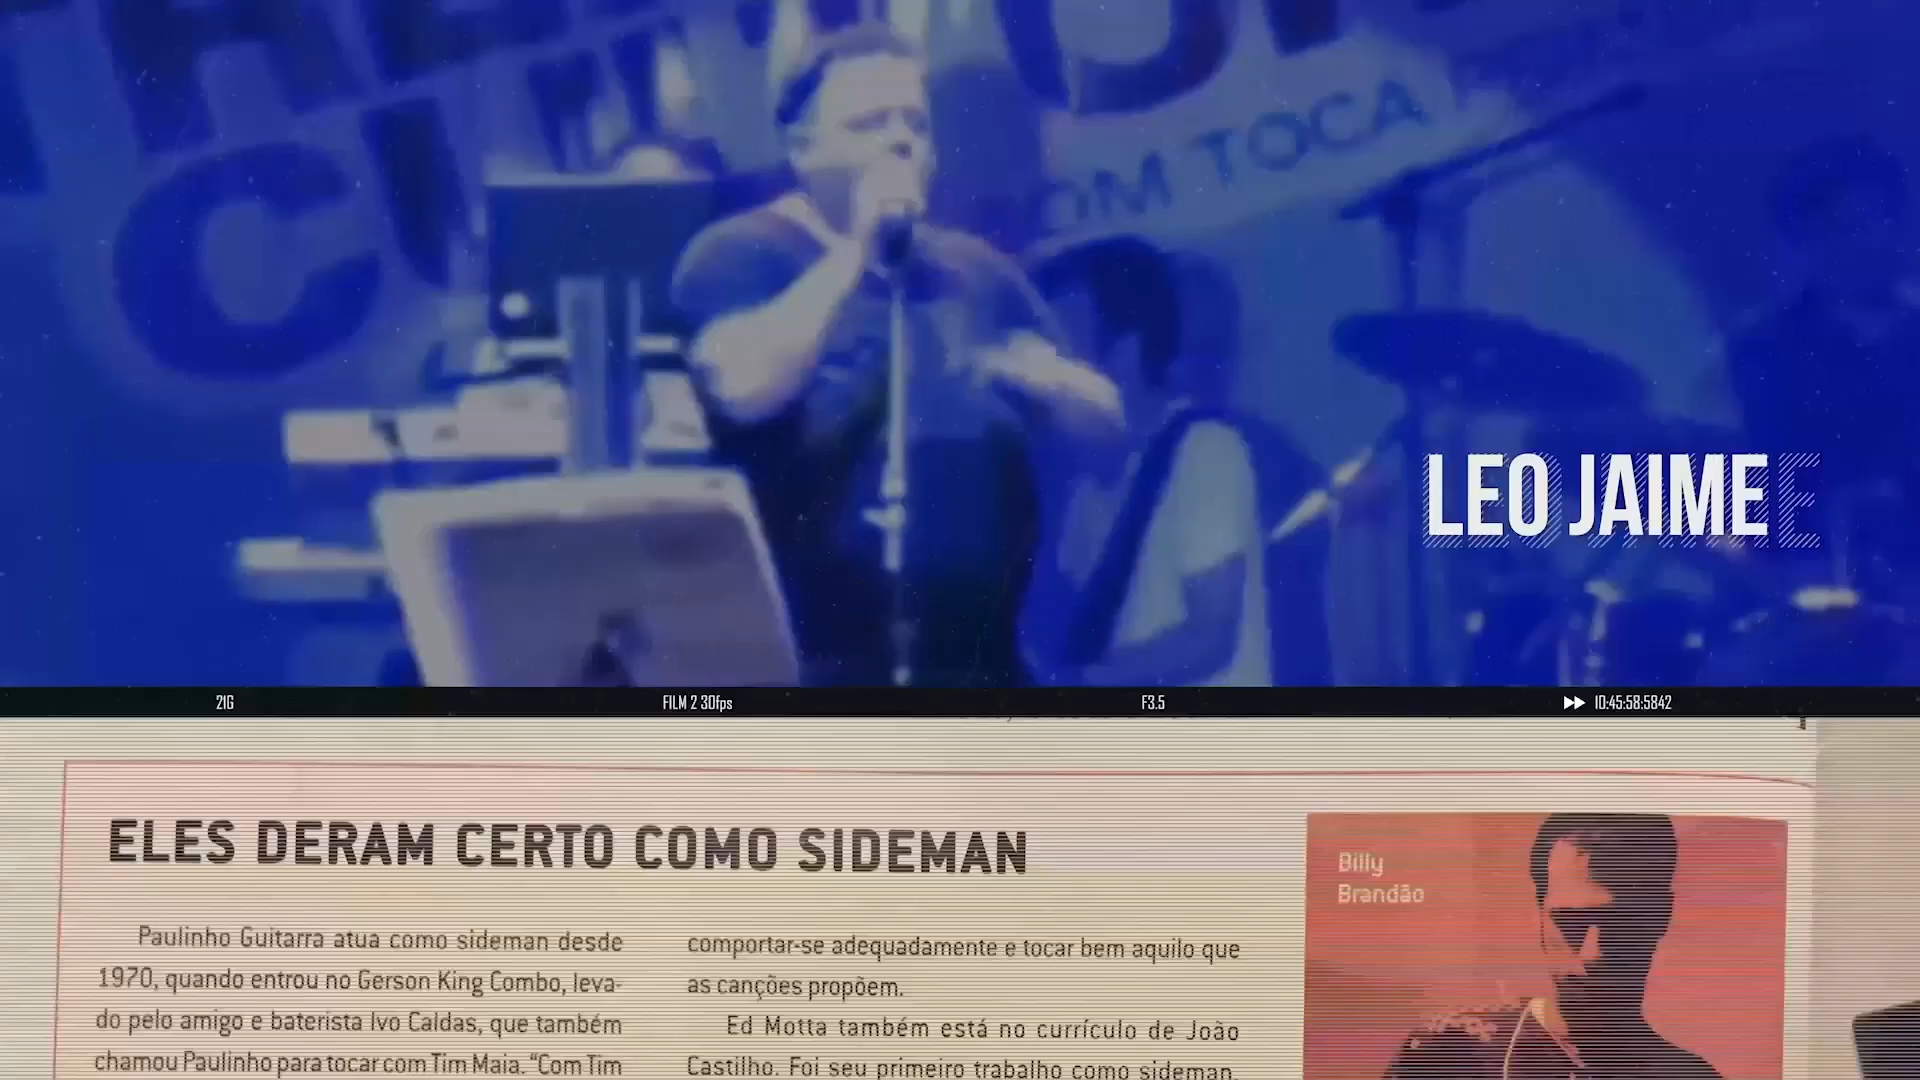 OM TOCA
LEO JAIME
21G
FILM 2 30fps
F3.5
10:45:58:5842
ELES DERAM CERTO COMO SIDEMAN
Paulinho Guitarra atua como sideman desde
1970, quando entrou no Gerson King Combo, leva-
do pelo amigo e baterista Ivo Caldas, que também
chamou Paulinho para tocar com Tim Maia. “Com Tim
comportar-se adequadamente e tocar bem aquilo que
as canções propõem.
Ed Motta também está no currículo de João
Castilho. Foi seu primeiro trabalho como sideman,
Billy
Brandão